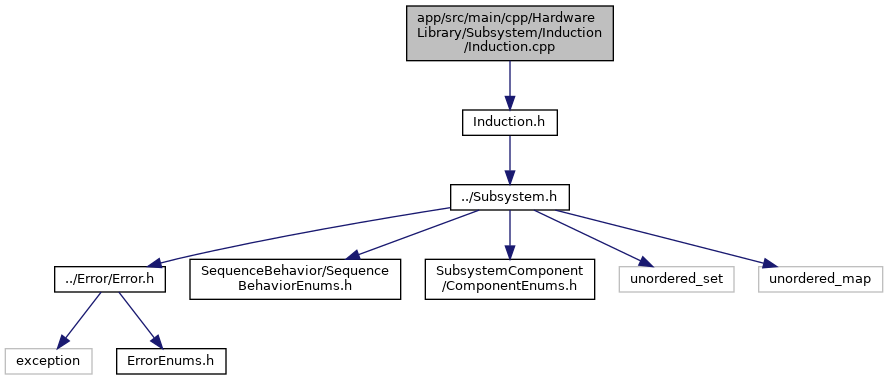 app/src/main/cpp/Hardware
Library/Subsystem/Induction
/Induction.cpp
Induction.h
../Subsystem.h
../Error/Error.h
SequenceBehavior/Sequence
BehaviorEnums.h
SubsystemComponent
/ComponentEnums.h
unordered_set
unordered_map
exception
ErrorEnums.h